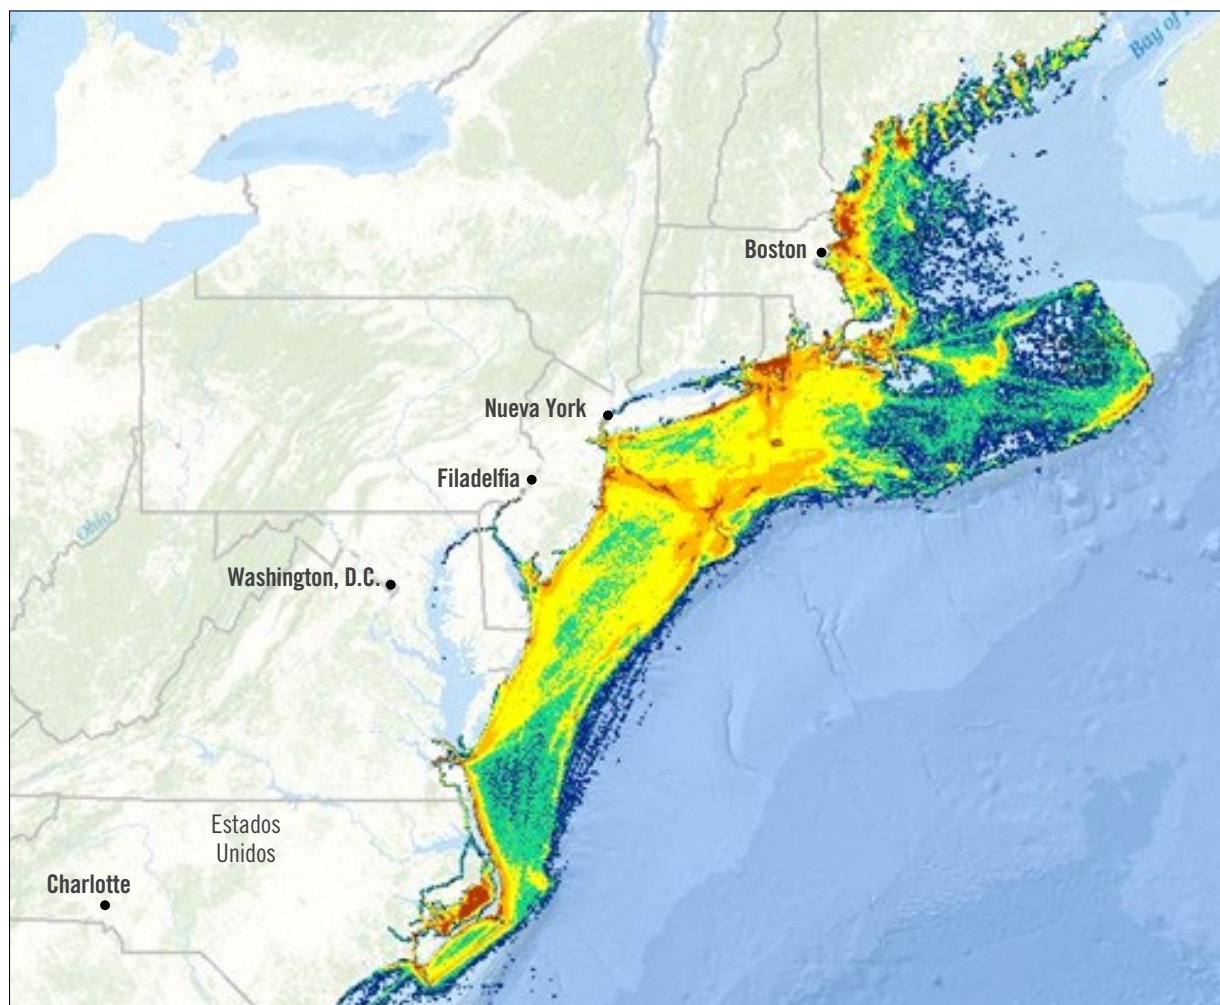 Bay of
Boston
Nueva York
Filadelfia
Ohio
Washington, D.C.
Estados
Unidos
Charlotte